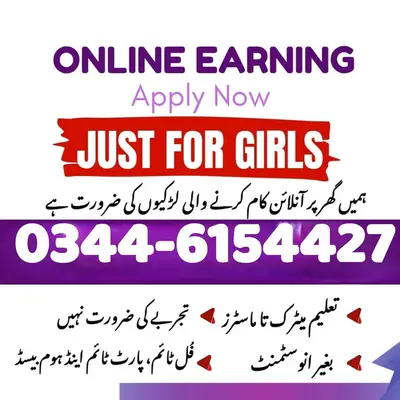 ONLINE EARNING
Apply Now
JUST FOR GIRLS
ہمیں گھر پر آنلائن کام کرنے والی لڑکیوں کی ضرورت ہے
0344-6154427
تعلیم میٹرک تا ماسٹرز تجربے کی ضرورت نہیں
بغیر انوسٹمنٹ فُل ٹائم، پارٹ ٹائم اینڈ ہوم بیسڈ